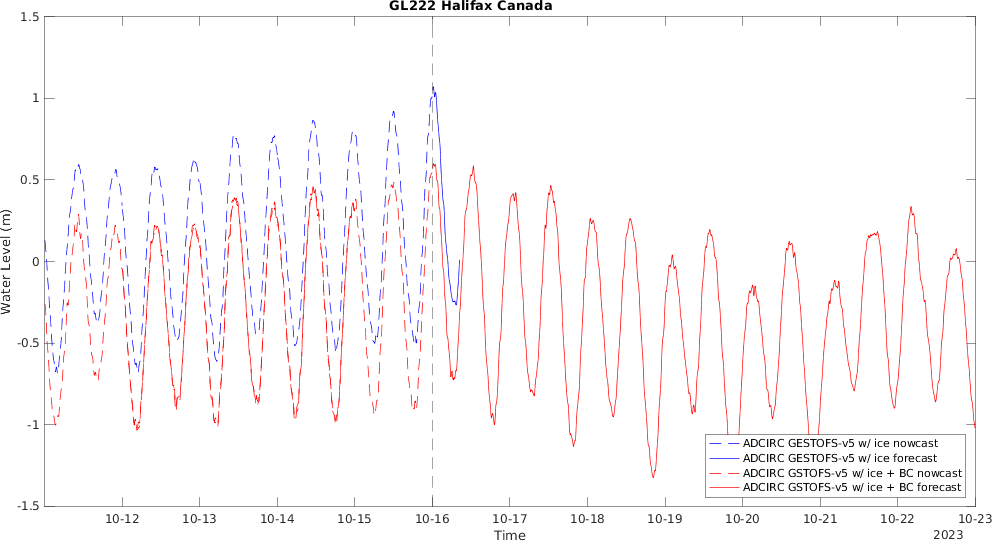 GL222 Halifax Canada
1.5
1
0.5
0
-0.5
-1
-1.5
Water Level (m)
ADCIRC GESTOFS-v5 w/ ice nowcast
ADCIRC GESTOFS-v5 w/ ice forecast
ADCIRC GSTOFS-v5 w/ ice + BC nowcast
ADCIRC GSTOFS-v5 w/ ice + BC forecast
10-12 10-13 10-14 10-15 10-16 10-17 10-18 10-19 10-20 10-21 10-22 10-23
Time
2023